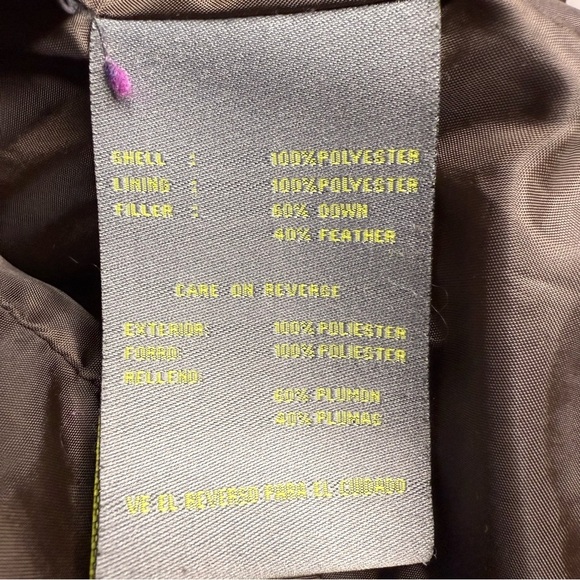 SHELL : 100%POLYESTER
LINING : 100%POLYESTER
FILLER : 60% DOWN
40% FEATHER
CARE ON REVERSE
EXTERIOR: 100% POLIESTER
FORRO: 100% POLIESTER
RELLENO:
60% PLUMON
40% PLUMAS
VE EL REVERSO PARA EL CUIDADO